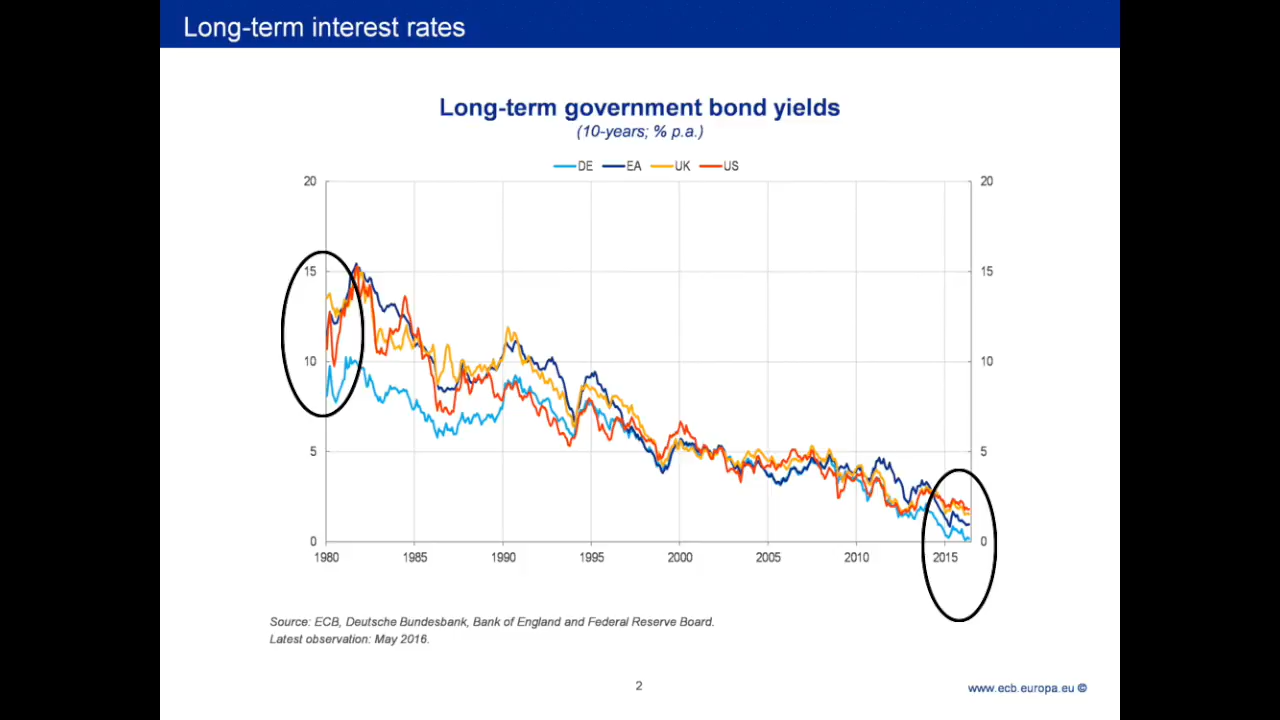 Long-term interest rates
Long-term government bond yields
(10-years; % p.a.)
DE EA UK US
20 20
15 15
10 10
5 5
0 0
1980 1985 1990 1995 2000 2005 2010 2015
Source: ECB, Deutsche Bundesbank, Bank of England and Federal Reserve Board.
Latest observation: May 2016.
2
www.ecb.europa.eu ©